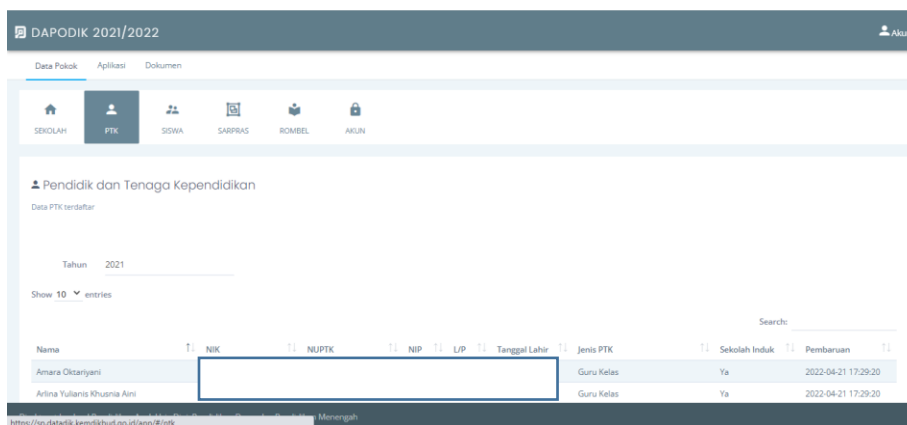 DAPODIK 2021/2022
Aku
Data Pokok Aplikasi Dokumen
SEKOLAH PTK SISWA SARPRAS ROMBEL AKUN
Pendidik dan Tenaga Kependidikan
Data PTK terdaftar
Tahun 2021
Show 10 entries
Search:
Nama NIK NUPTK NIP L/P Tanggal Lahir Jenis PTK Sekolah Induk Pembaruan
Amara Oktariyani Guru Kelas Ya 2022-04-21 17:29:20
Arlina Yulianis Khusnia Aini Guru Kelas Ya 2022-04-21 17:29:20
Menengah
https://sp.datadik.kemdikbud.go.id/app/#/ptk